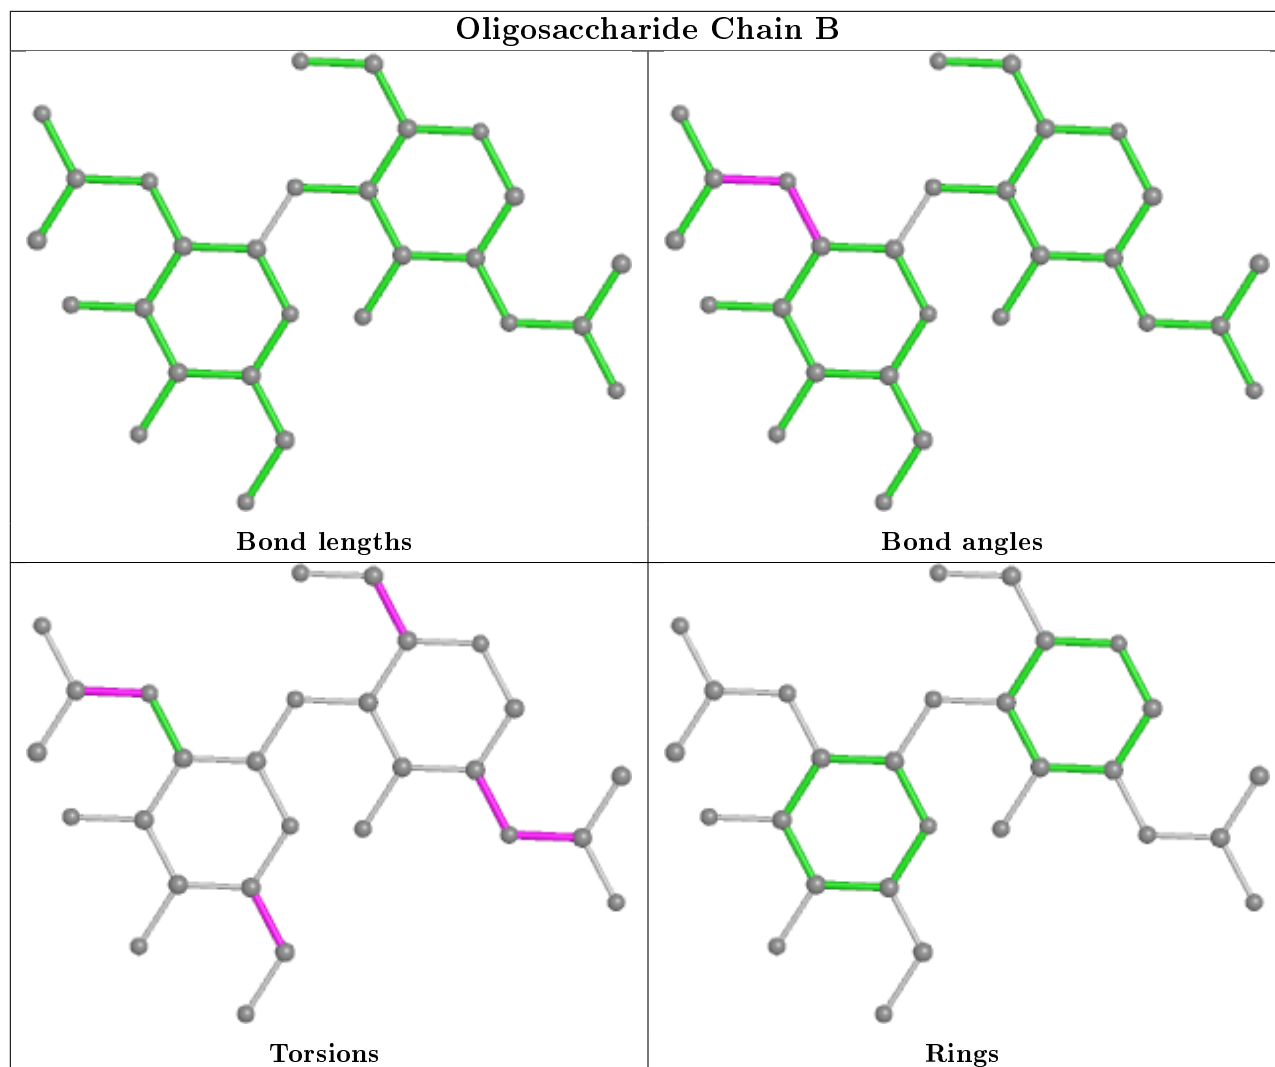 Oligosaccharide Chain B
Bond lengths
Bond angles
Torsions
Rings